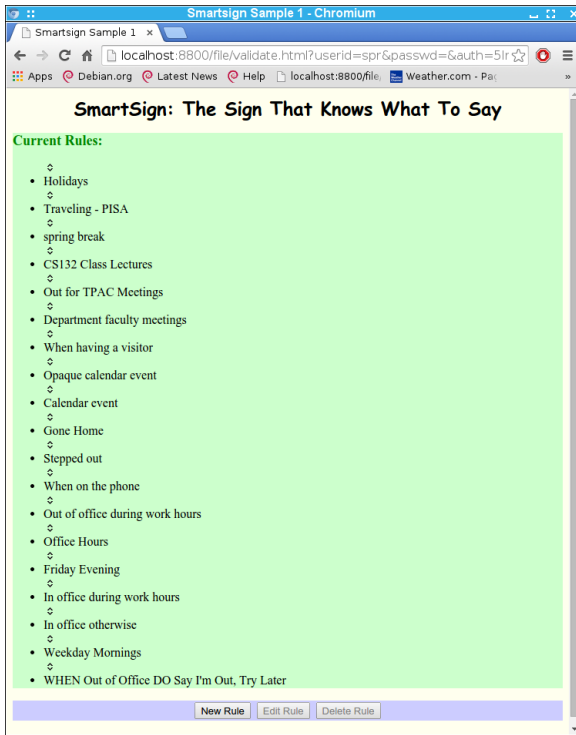 Smartsign Sample 1 - Chromium
Smartsign Sample 1 ×
localhost:8800/file/validate.html?userid=spr&passwd=&auth=5lr
Apps Debian.org Latest News Help localhost:8800/file, Weather.com - Pag »
SmartSign: The Sign That Knows What To Say
Current Rules:
• Holidays
• Traveling - PISA
• spring break
• CS132 Class Lectures
• Out for TPAC Meetings
• Department faculty meetings
• When having a visitor
• Opaque calendar event
• Calendar event
• Gone Home
• Stepped out
• When on the phone
• Out of office during work hours
• Office Hours
• Friday Evening
• In office during work hours
• In office otherwise
• Weekday Mornings
• WHEN Out of Office DO Say I'm Out, Try Later
New Rule Edit Rule Delete Rule